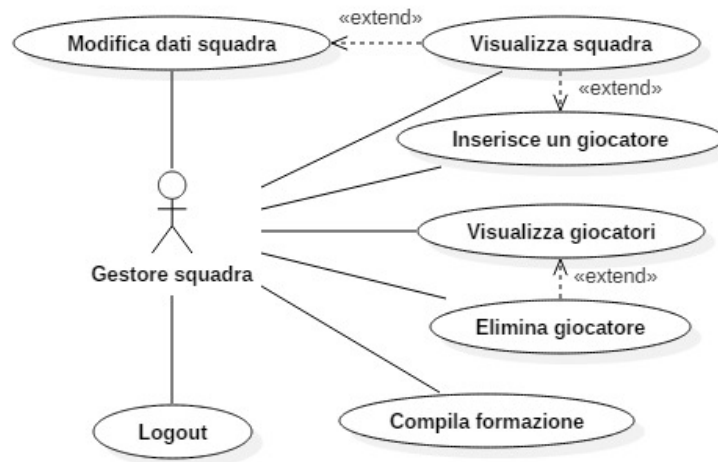 «extend»
Modifica dati squadra
Visualizza squadra
«extend»
Inserisce un giocatore
Visualizza giocatori
Gestore squadra
«extend»
Elimina giocatore
Compila formazione
Logout